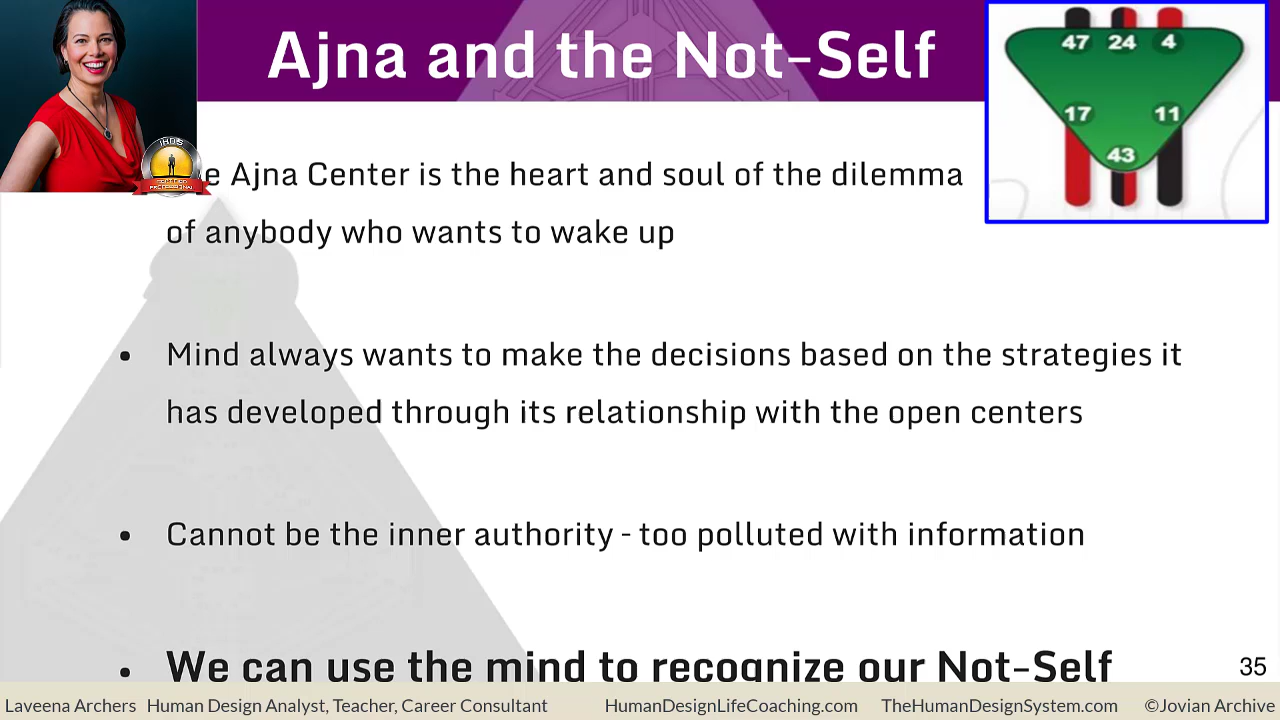 Ajna and the Not-Self
47 24 4
17 11
43
IHDS
e Ajna Center is the heart and soul of the dilemma
of anybody who wants to wake up
• Mind always wants to make the decisions based on the strategies it
has developed through its relationship with the open centers
• Cannot be the inner authority - too polluted with information
• We can use the mind to recognize our Not-Self
35
Laveena Archers Human Design Analyst, Teacher, Career Consultant HumanDesignLifeCoaching.com TheHumanDesignSystem.com ©Jovian Archive